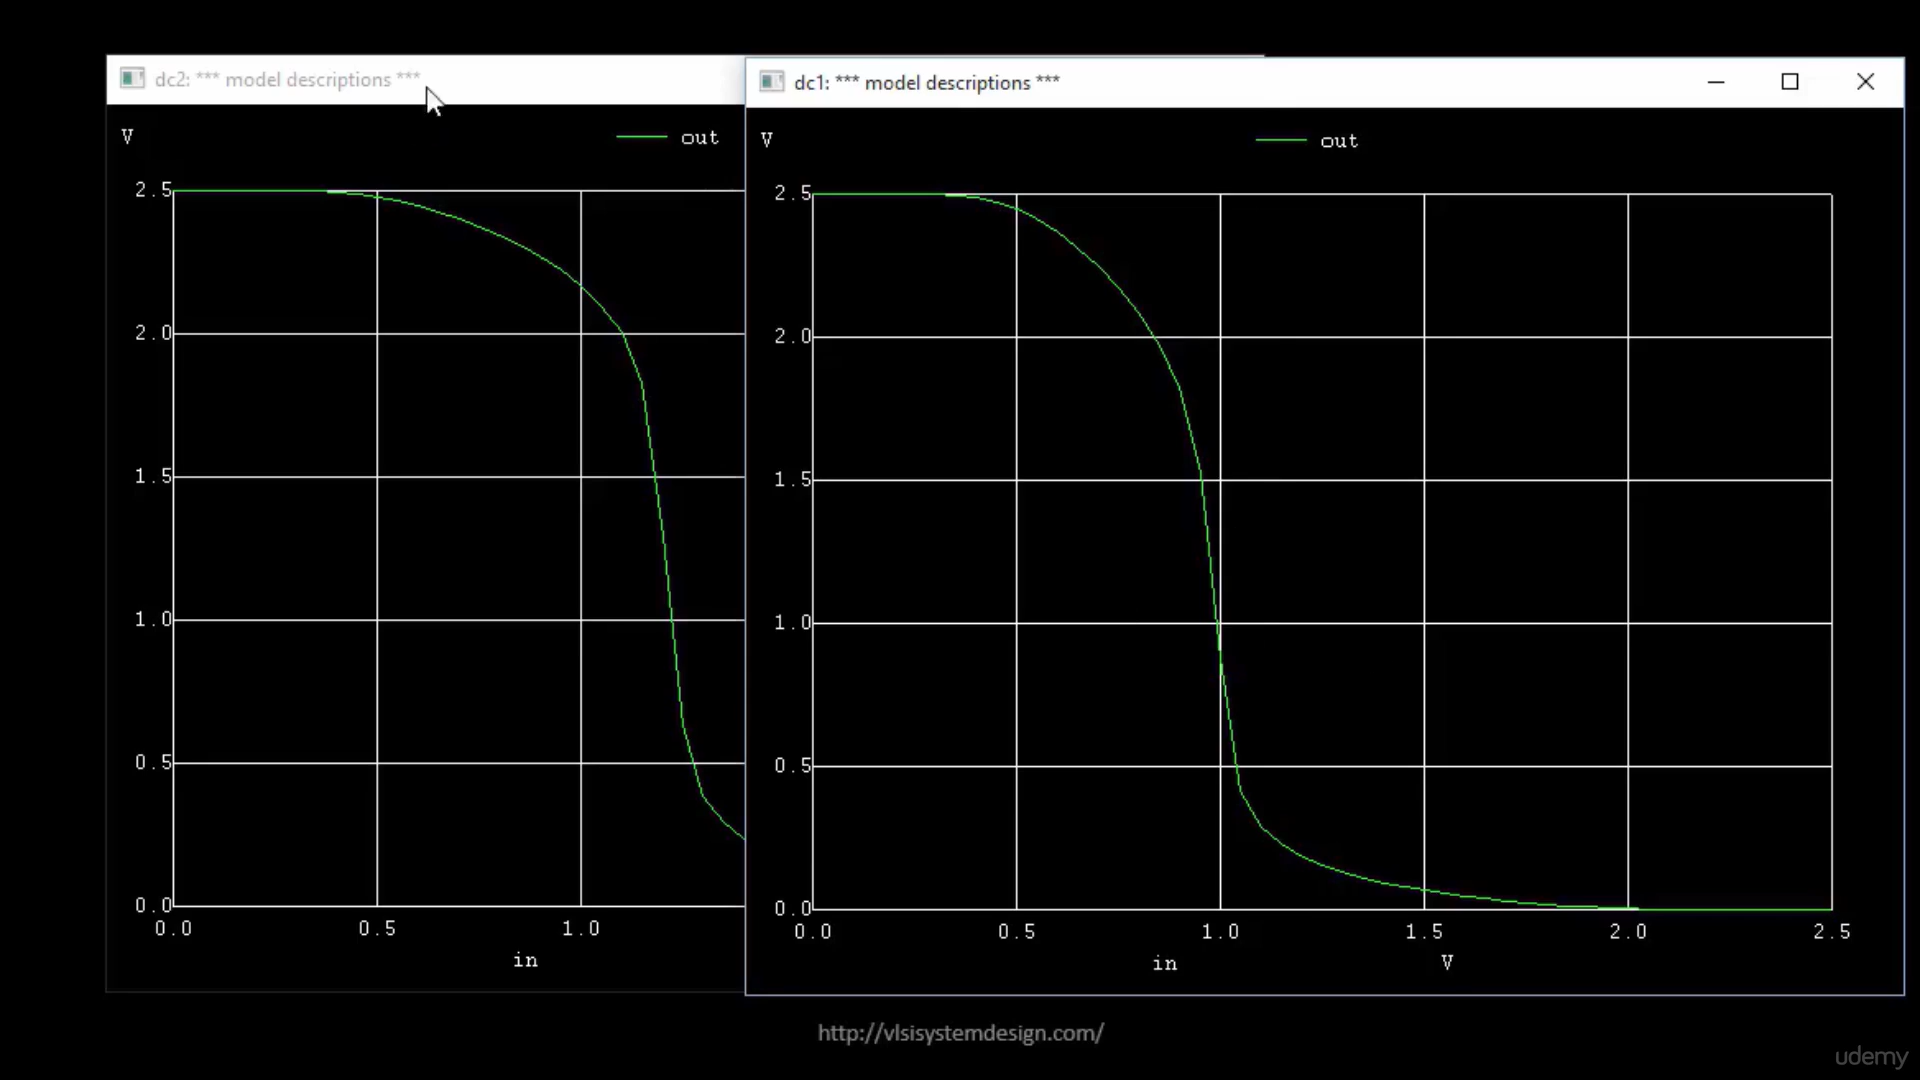 dc2: *** model descriptions ***
V
out
2.5
2.0
1.5
1.0
0.5
0.0
0.0 0.5 1.0
in
dc1: *** model descriptions ***
V
out
2.5
2.0
1.5
1.0
0.5
0.0
0.0 0.5 1.0 1.5 2.0 2.5
in V
http://vlsisystemdesign.com/
udemy